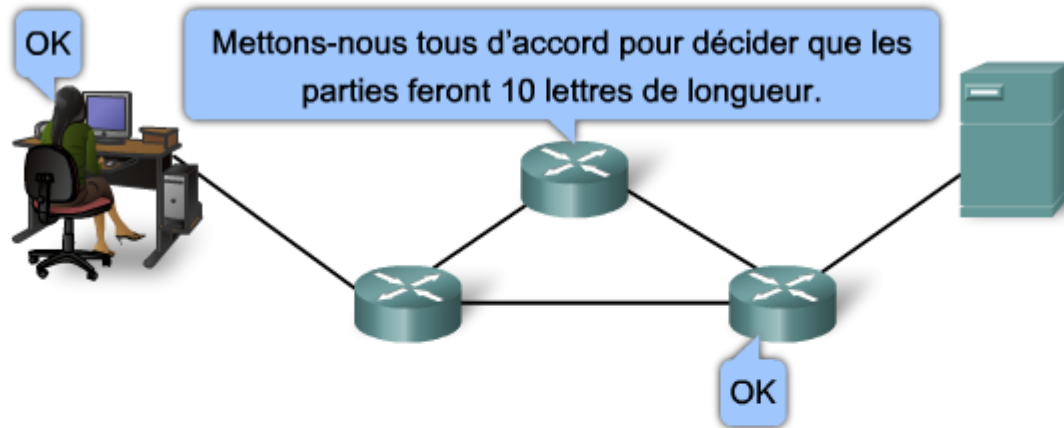 OK
Mettons-nous tous d'accord pour décider que les
parties feront 10 lettres de longueur.
OK